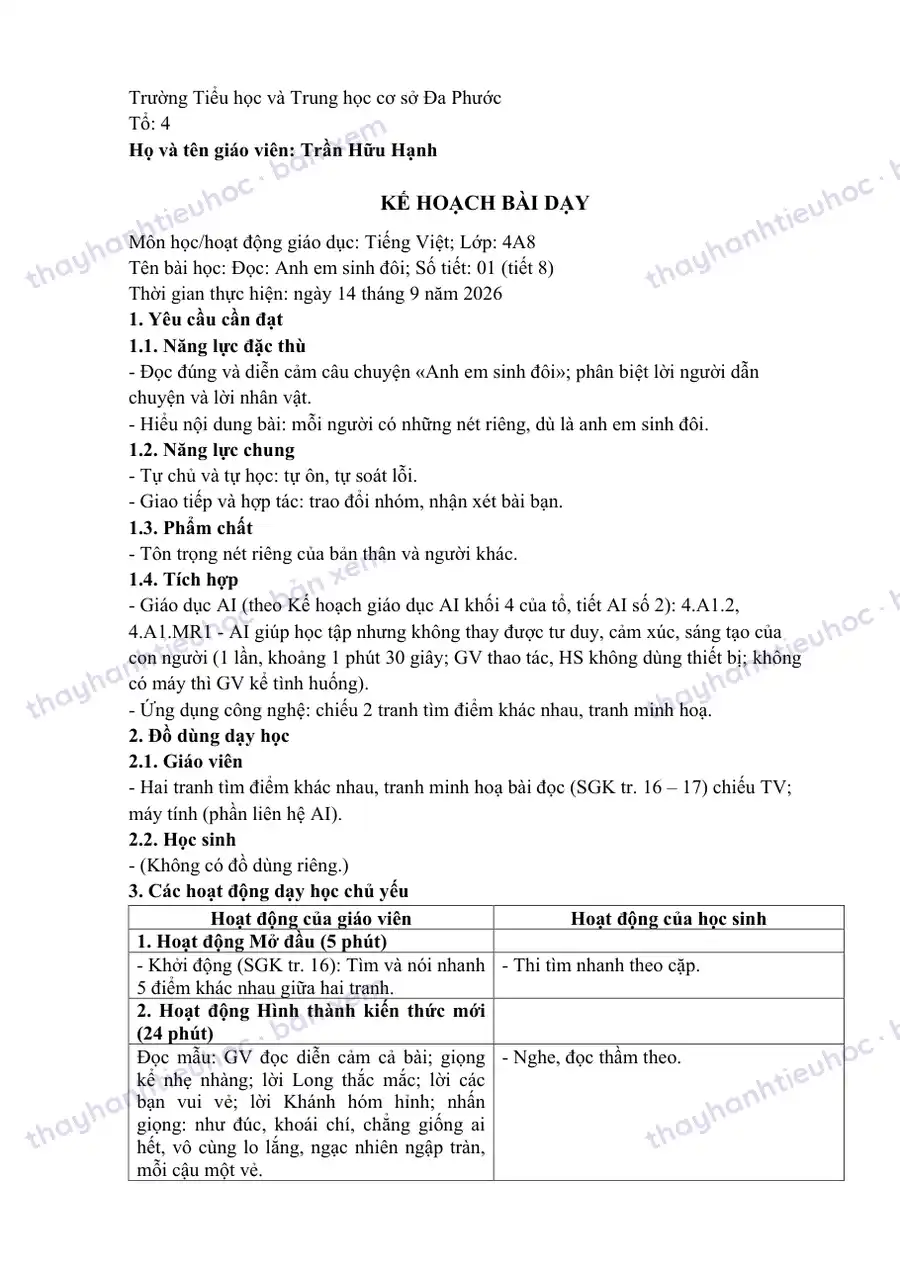 Trường Tiểu học và Trung học cơ sở Đa Phước
Tổ: 4
Họ và tên giáo viên: Trần Hữu Hạnh
KẾ HOẠCH BÀI DẠY
Môn học/hoạt động giáo dục: Tiếng Việt; Lớp: 4A8
Tên bài học: Đọc: Anh em sinh đôi; Số tiết: 01 (tiết 8)
Thời gian thực hiện: ngày 14 tháng 9 năm 2026
1. Yêu cầu cần đạt
1.1. Năng lực đặc thù
- Đọc đúng và diễn cảm câu chuyện «Anh em sinh đôi»; phân biệt lời người dẫn
chuyện và lời nhân vật.
- Hiểu nội dung bài: mỗi người có những nét riêng, dù là anh em sinh đôi.
1.2. Năng lực chung
- Tự chủ và tự học: tự ôn, tự soát lỗi.
- Giao tiếp và hợp tác: trao đổi nhóm, nhận xét bài bạn.
1.3. Phẩm chất
- Tôn trọng nét riêng của bản thân và người khác.
1.4. Tích hợp
- Giáo dục AI (theo Kế hoạch giáo dục AI khối 4 của tổ, tiết AI số 2): 4.A1.2,
4.A1.MR1 - AI giúp học tập nhưng không thay được tư duy, cảm xúc, sáng tạo của
con người (1 lần, khoảng 1 phút 30 giây; GV thao tác, HS không dùng thiết bị; không
có máy thì GV kể tình huống).
- Ứng dụng công nghệ: chiếu 2 tranh tìm điểm khác nhau, tranh minh hoạ.
2. Đồ dùng dạy học
2.1. Giáo viên
- Hai tranh tìm điểm khác nhau, tranh minh hoạ bài đọc (SGK tr. 16 – 17) chiếu TV;
máy tính (phần liên hệ AI).
2.2. Học sinh
- (Không có đồ dùng riêng.)
3. Các hoạt động dạy học chủ yếu
Hoạt động của giáo viên
Hoạt động của học sinh
1. Hoạt động Mở đầu (5 phút)
- Khởi động (SGK tr. 16): Tìm và nói nhanh
5 điểm khác nhau giữa hai tranh.
- Thi tìm nhanh theo cặp.
2. Hoạt động Hình thành kiến thức mới
(24 phút)
Đọc mẫu: GV đọc diễn cảm cả bài; giọng
kể nhẹ nhàng; lời Long thắc mắc; lời các
bạn vui vẻ; lời Khánh hóm hỉnh; nhấn
giọng: như đúc, khoái chí, chẳng giống ai
hết, vô cùng lo lắng, ngạc nhiên ngập tràn,
mỗi cậu một vẻ.
- Nghe, đọc thầm theo.
thayhanhtieuhoc · bản xem
thayhanhtieuhoc · b
thayhanhtieuhoc · bản xem
thayhanhtieuhoc · b
thayhanhtieuhoc · bản xem
thayhanhtieuhoc · b